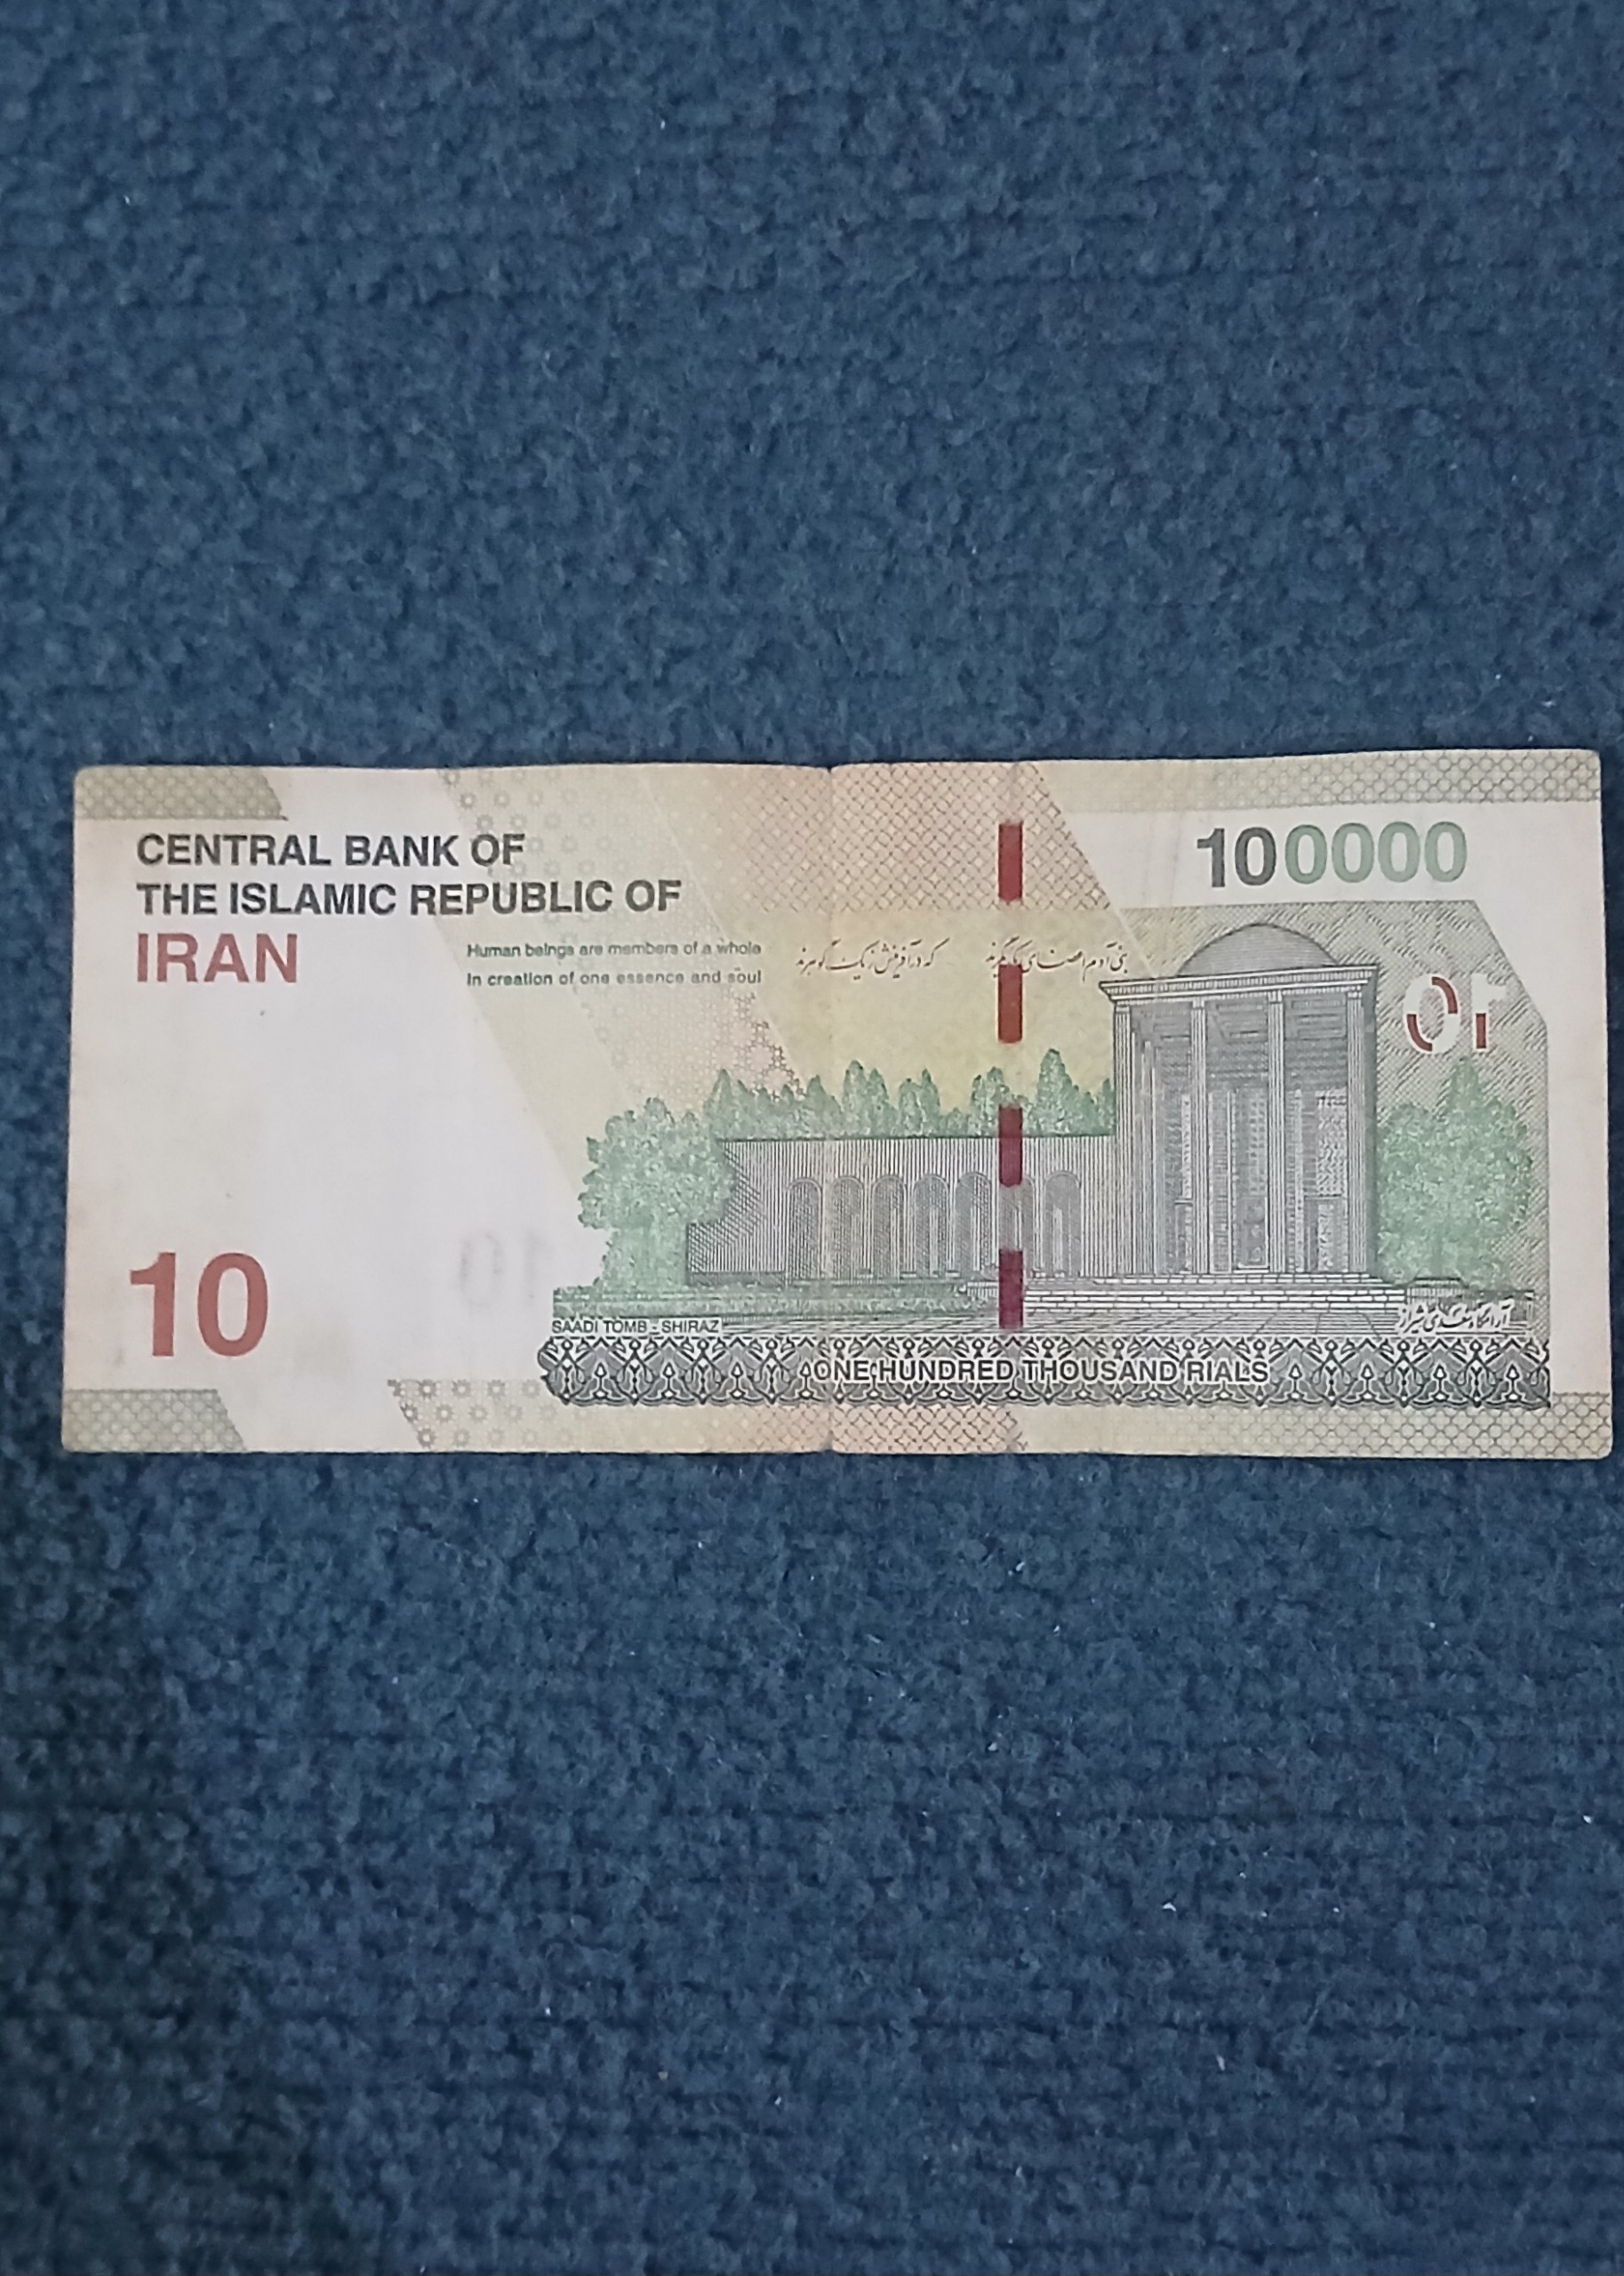 CENTRAL BANK OF
THE ISLAMIC REPUBLIC OF
IRAN
100000
Human beings are members of a whole
In creation of one essence and soul
بنی آدم اعضای یکدیگرند
که در آفرینش ز یک گوهرند
10
10
SAADI TOMB - SHIRAZ
آرامگاه سعدی شیراز
ONE HUNDRED THOUSAND RIALS